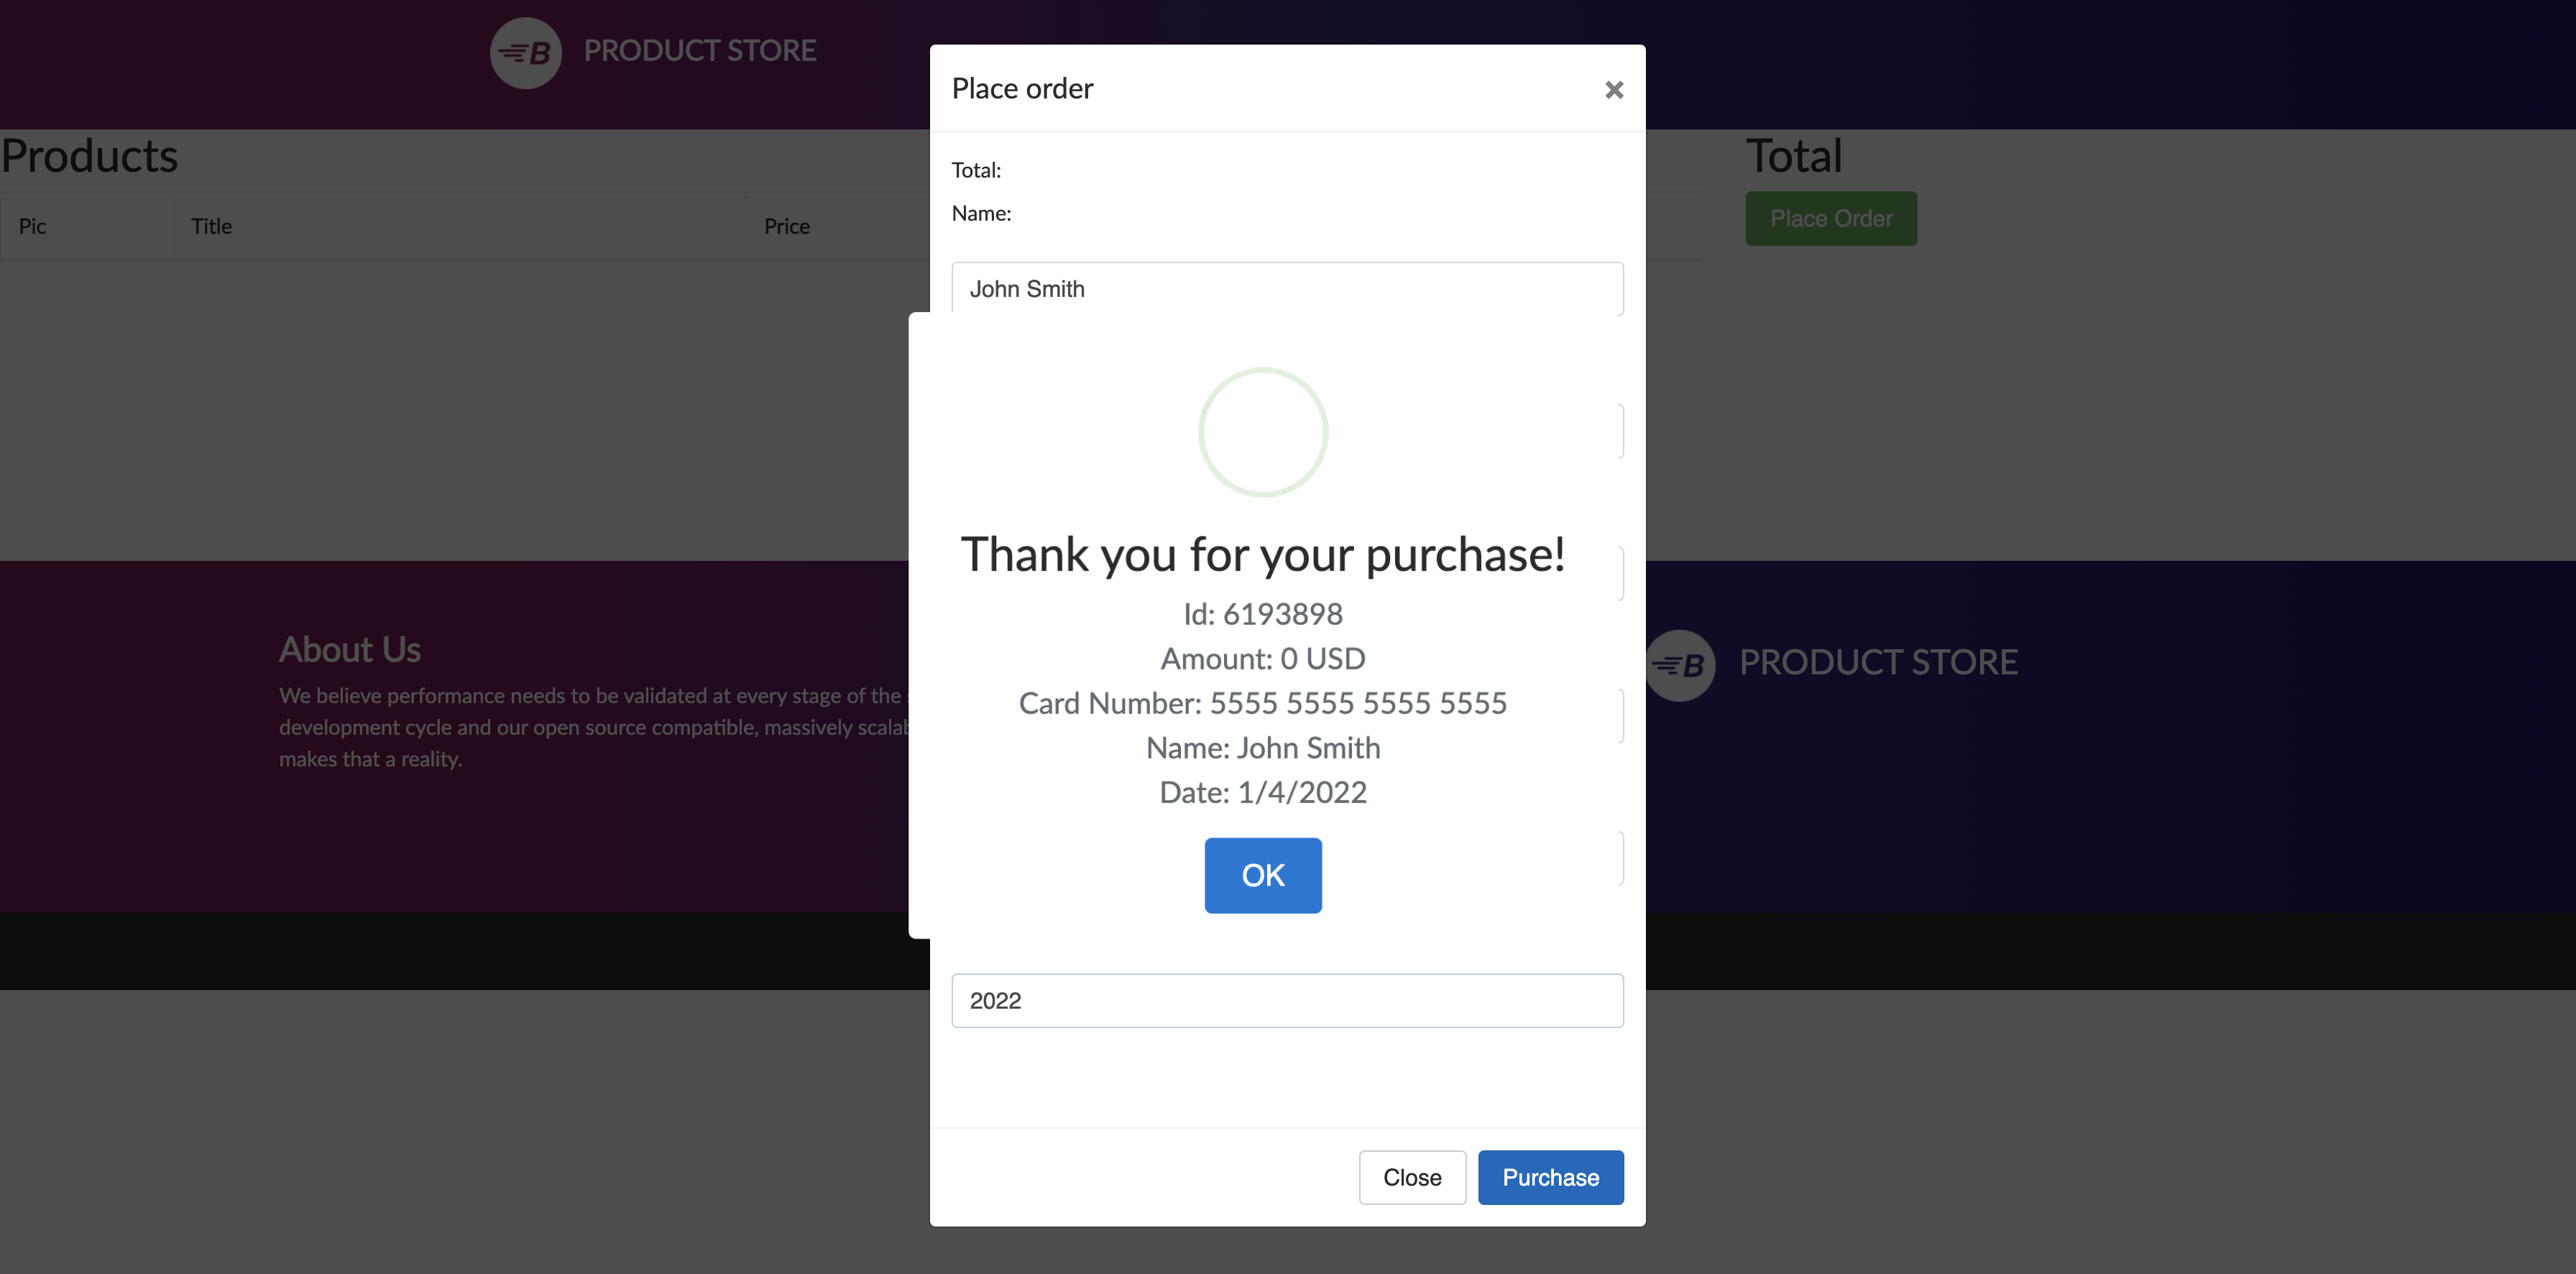 B PRODUCT STORE
Place order
×
Products
Total
Total:
Name:
Pic Title Price
Place Order
John Smith
Thank you for your purchase!
Id: 6193898
Amount: 0 USD
Card Number: 5555 5555 5555 5555
Name: John Smith
Date: 1/4/2022
OK
About Us
We believe performance needs to be validated at every stage of the
development cycle and our open source compatible, massively
makes that a reality.
B PRODUCT STORE
2022
Close Purchase